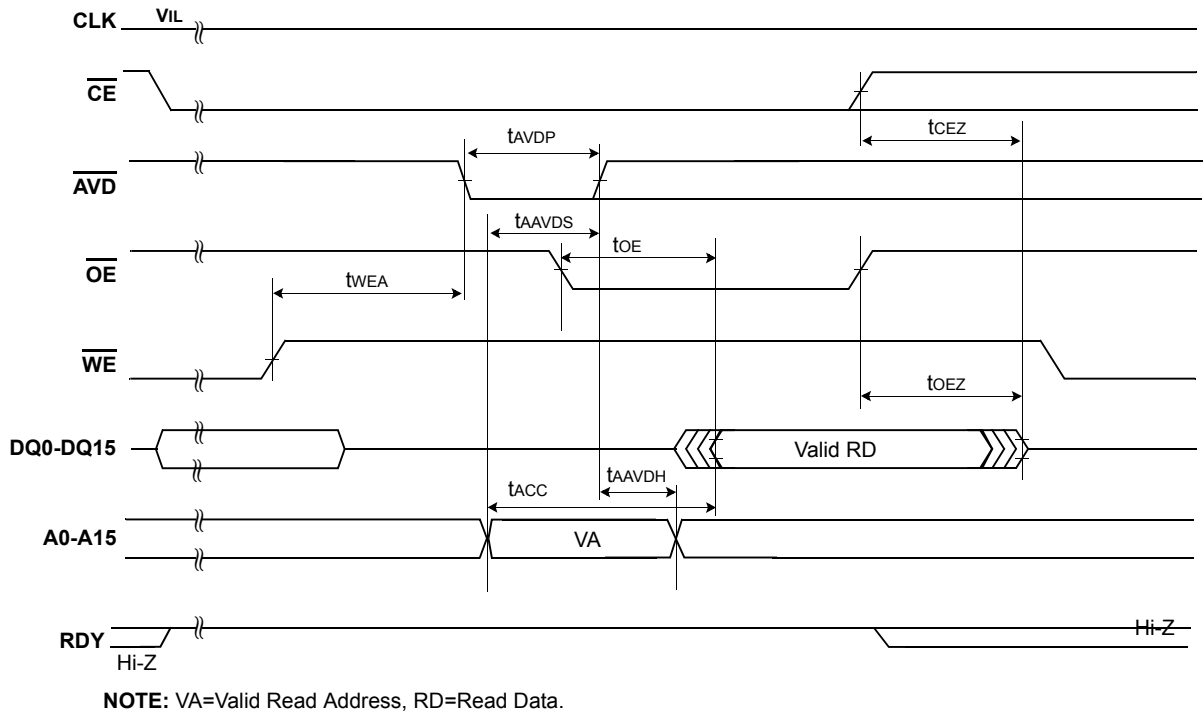 CLK VIL
CE
tAVDP
tCEZ
AVD
tAAVDS
tOE
OE
tWEA
WE
tOEZ
DQ0-DQ15
Valid RD
tACC
tAAVDH
A0-A15
VA
RDY
Hi-Z
Hi-Z
NOTE: VA=Valid Read Address, RD=Read Data.